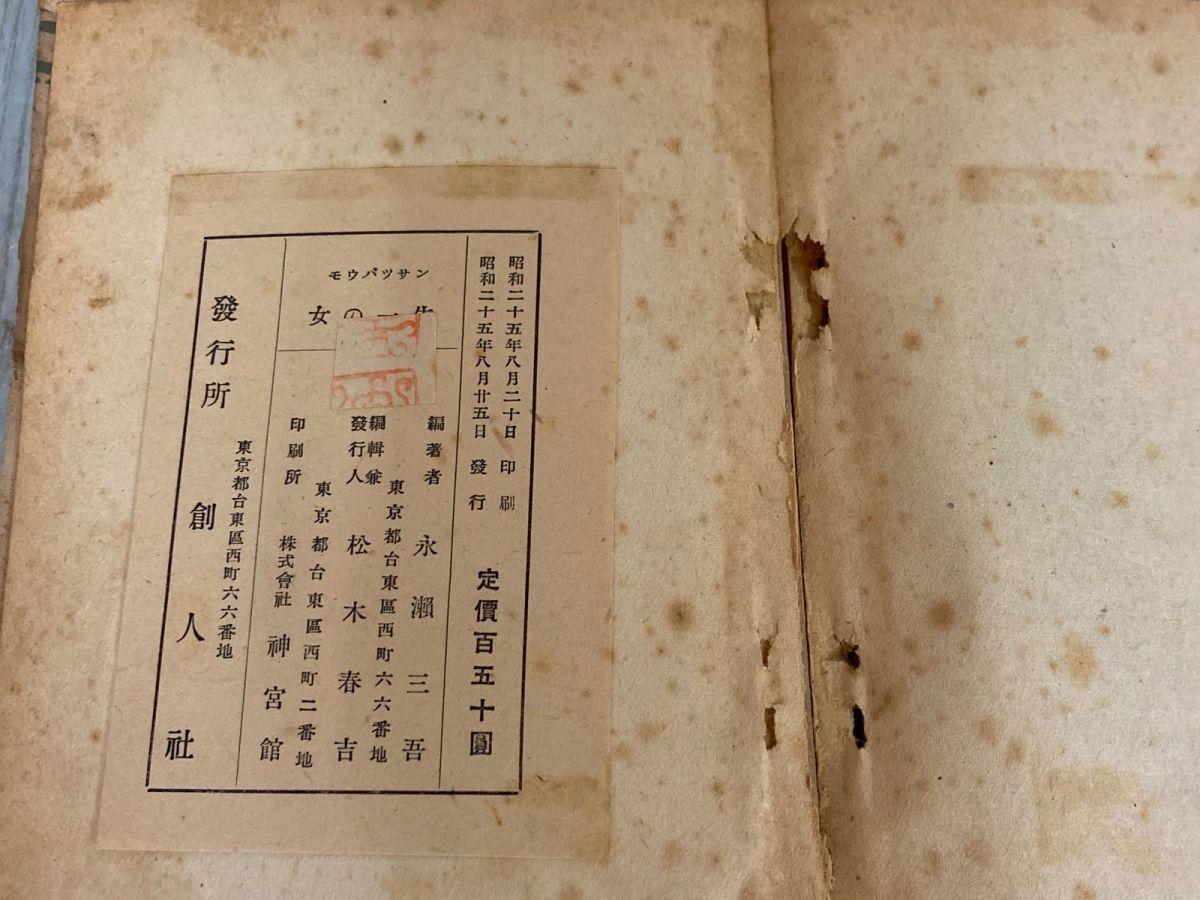 昭和二十五年八月二十日 印刷
昭和二十五年八月廿五日 發行
定價百五十圓
モウパツサン
女の一生
編著者 永瀨三吾
東京都台東區西町六六番地
編輯兼發行人 松木春吉
東京都台東區西町二番地
印刷所 株式會社 神宮館
東京都台東區西町六六番地
發行所 創人社